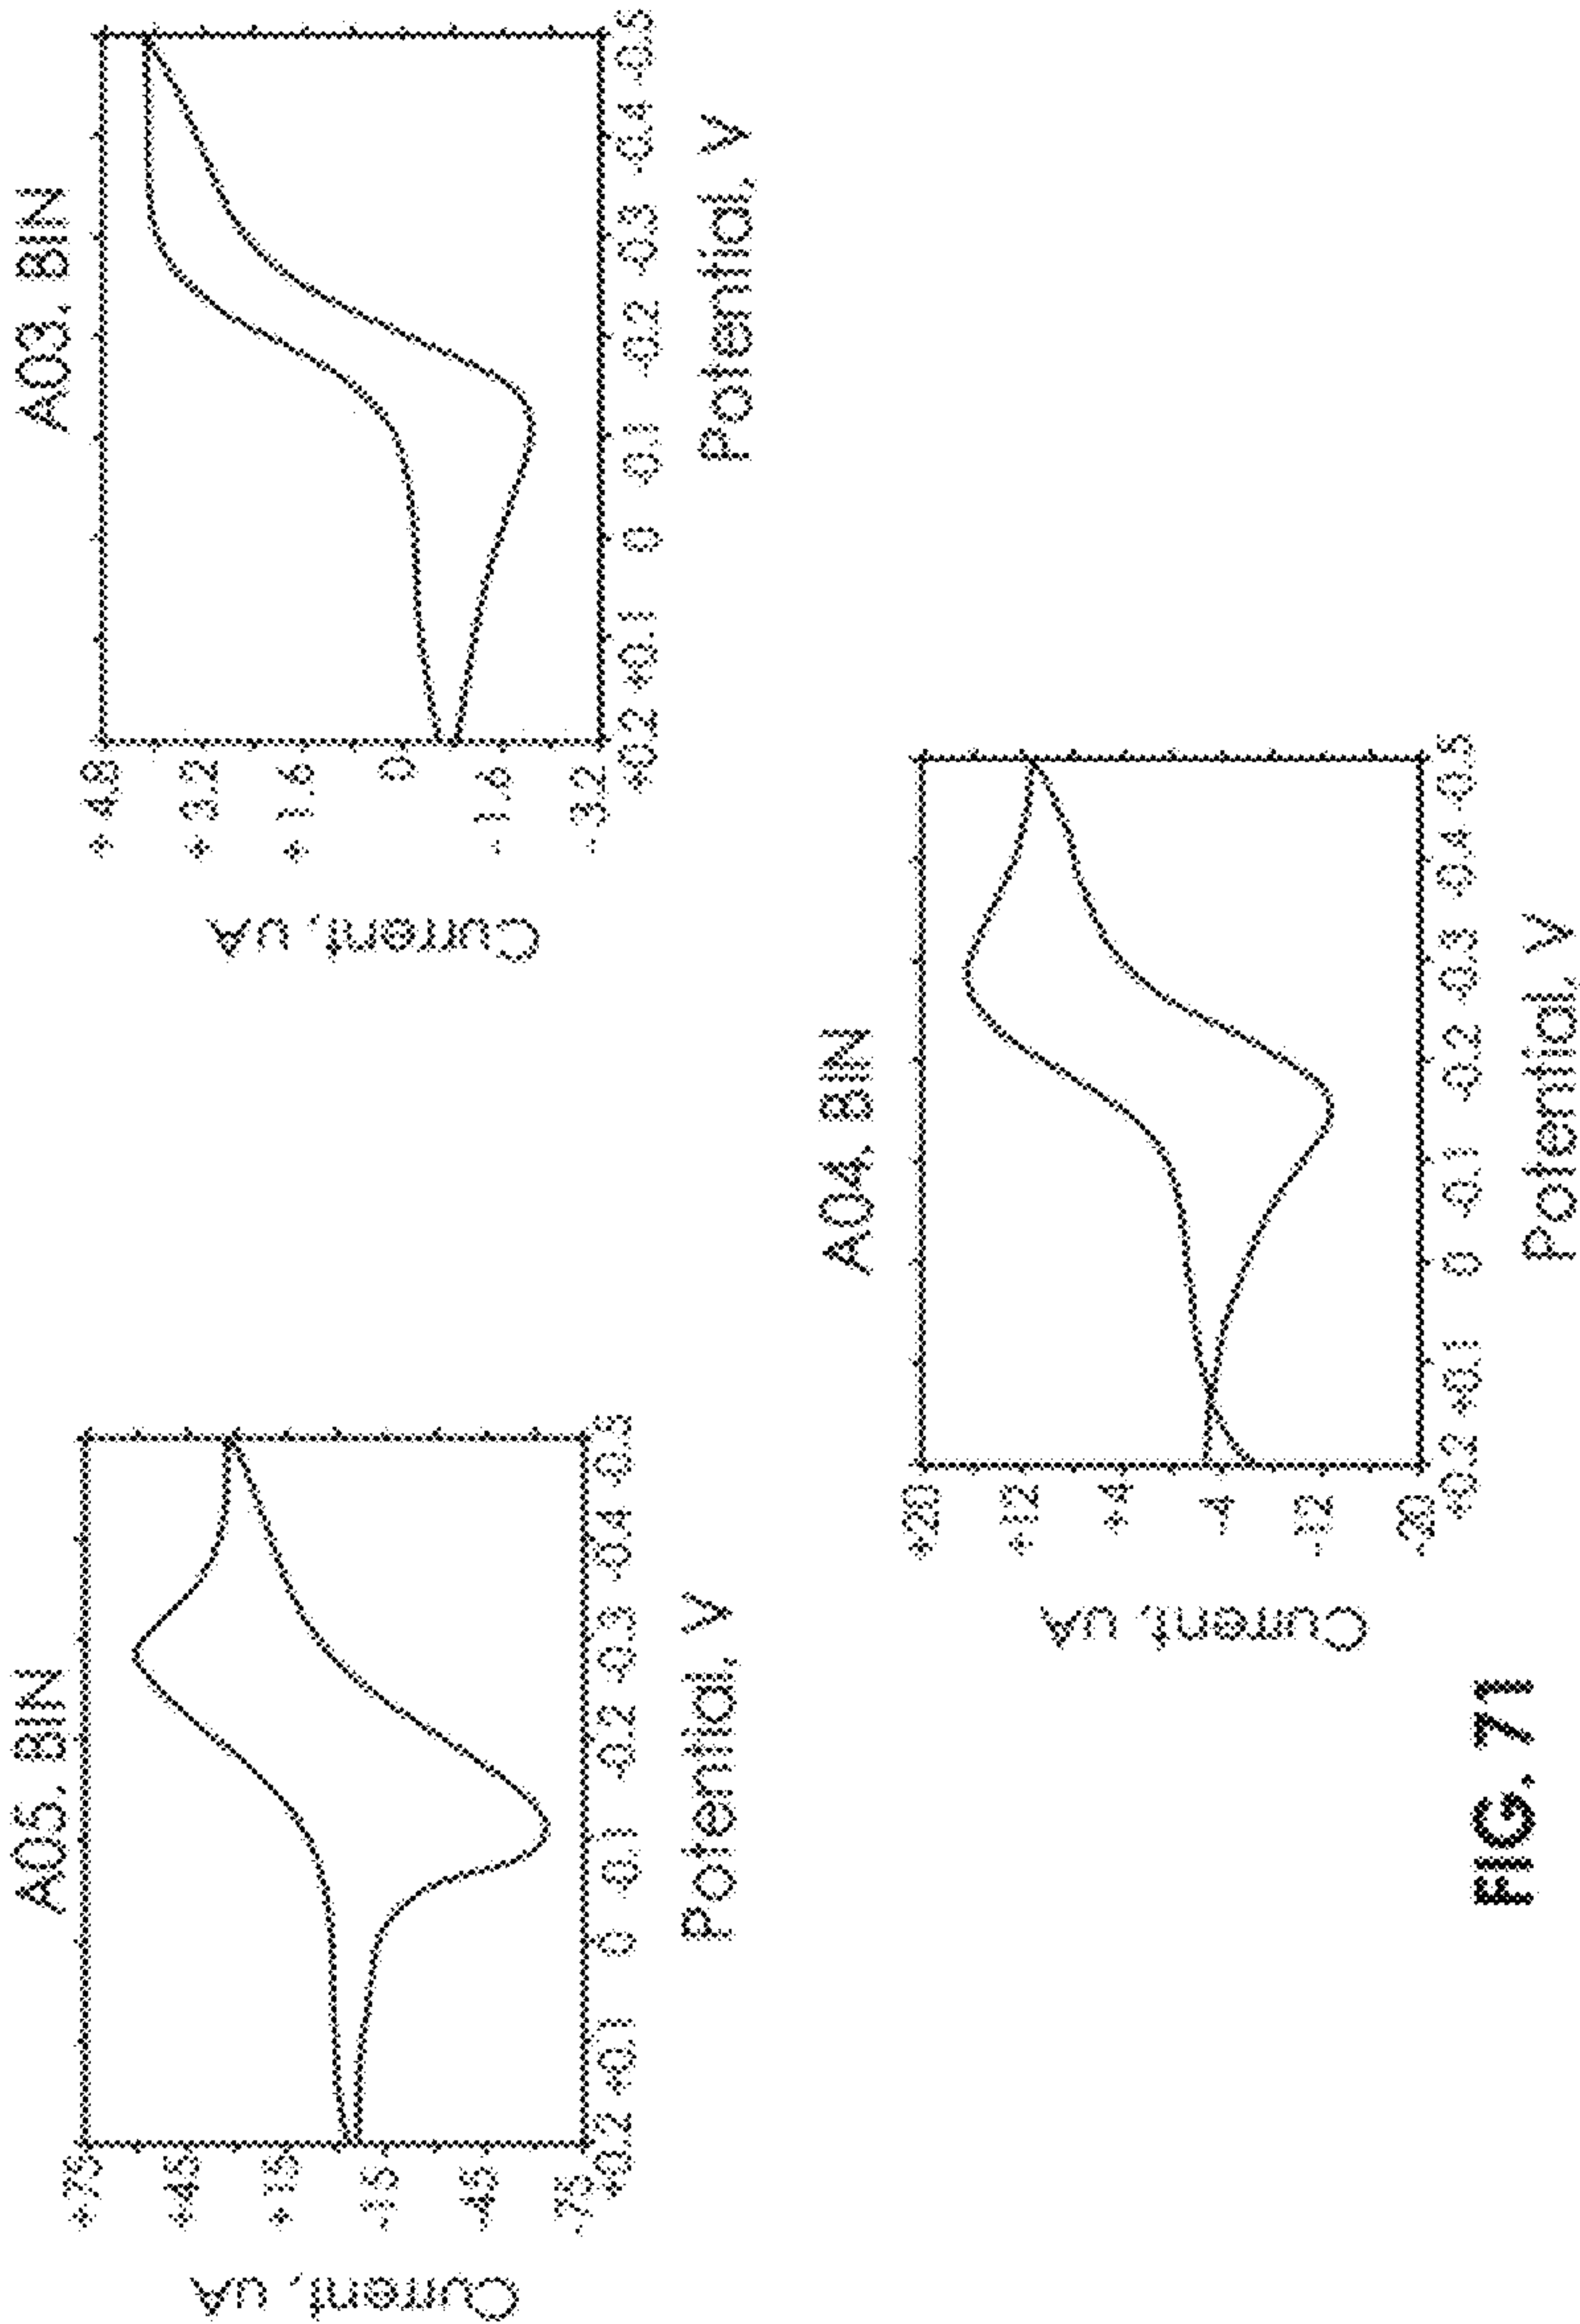 A05. BIN
Current, uA
+75
+45
+15
-15
-45
-75
+0.2 +0.1 0 -0.1 -0.2 -0.3 -0.4 -0.5
Potential, V
A03. BIN
Current, uA
+4.8
+3.2
+1.6
0
-1.6
-3.2
+0.2 +0.1 0 -0.1 -0.2 -0.3 -0.4 -0.5
Potential, V
A04. BIN
Current, uA
+20
+12
+4
-4
-12
-20
+0.2 +0.1 0 -0.1 -0.2 -0.3 -0.4 -0.5
Potential, V
FIG. 71